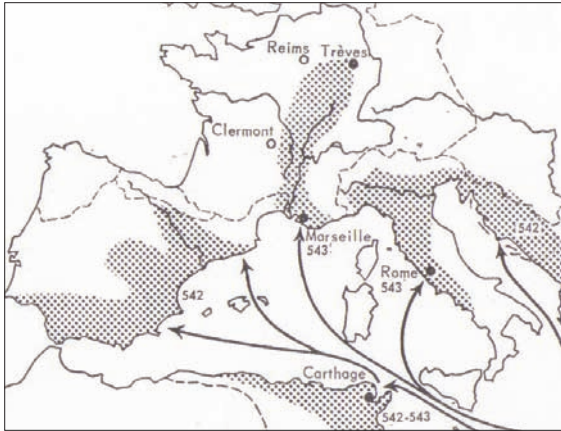 Reims
Trèves
Clermont
Marseille
543
542
Rome
543
542
Carthage
542-543